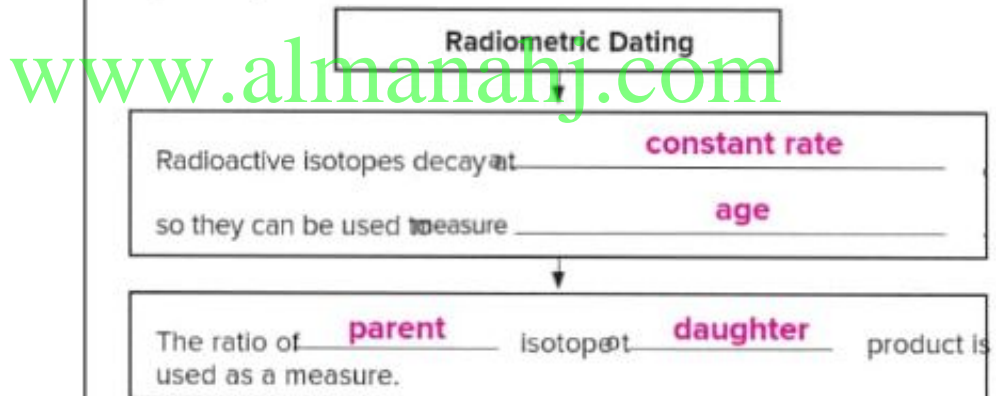 Radiometric Dating
www.almanahj.com
Radioactive isotopes decay at constant rate ,
so they can be used to measure age .
The ratio of parent isotope to daughter product is
used as a measure.